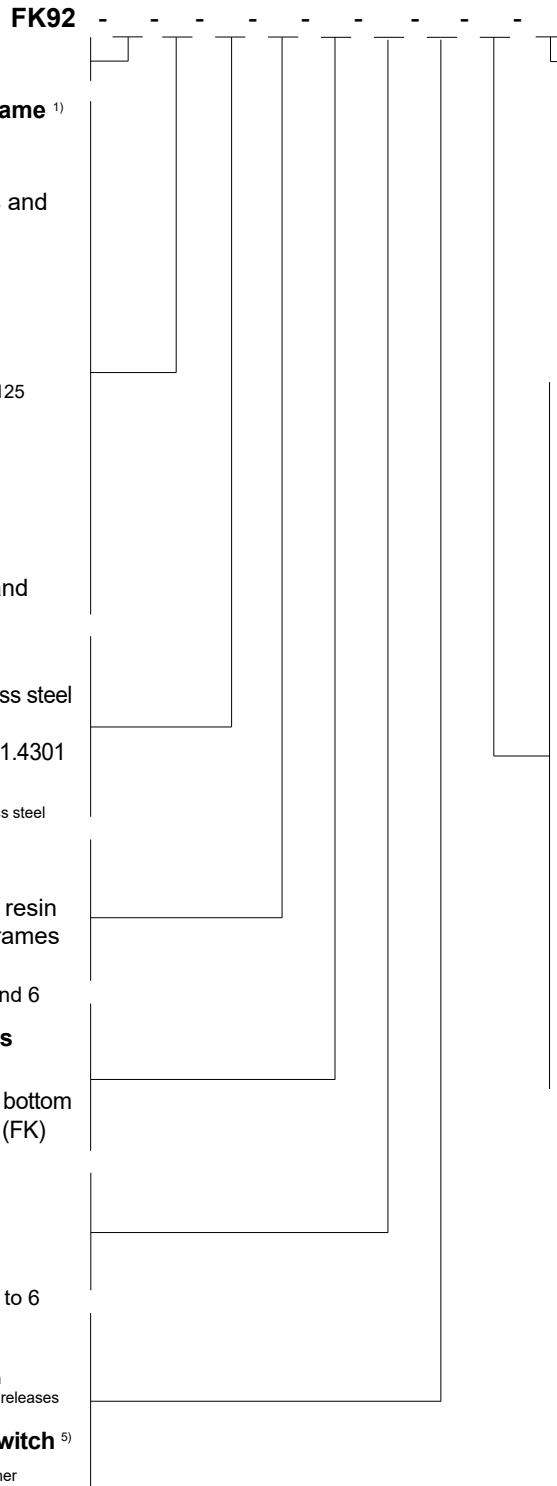 FK92 - - - - - - - - -
ame ¹⁾
and
125
and
ss steel
1.4301
s steel
resin
rames
nd 6
s
bottom
(FK)
to 6
releases
witch ⁵⁾
her